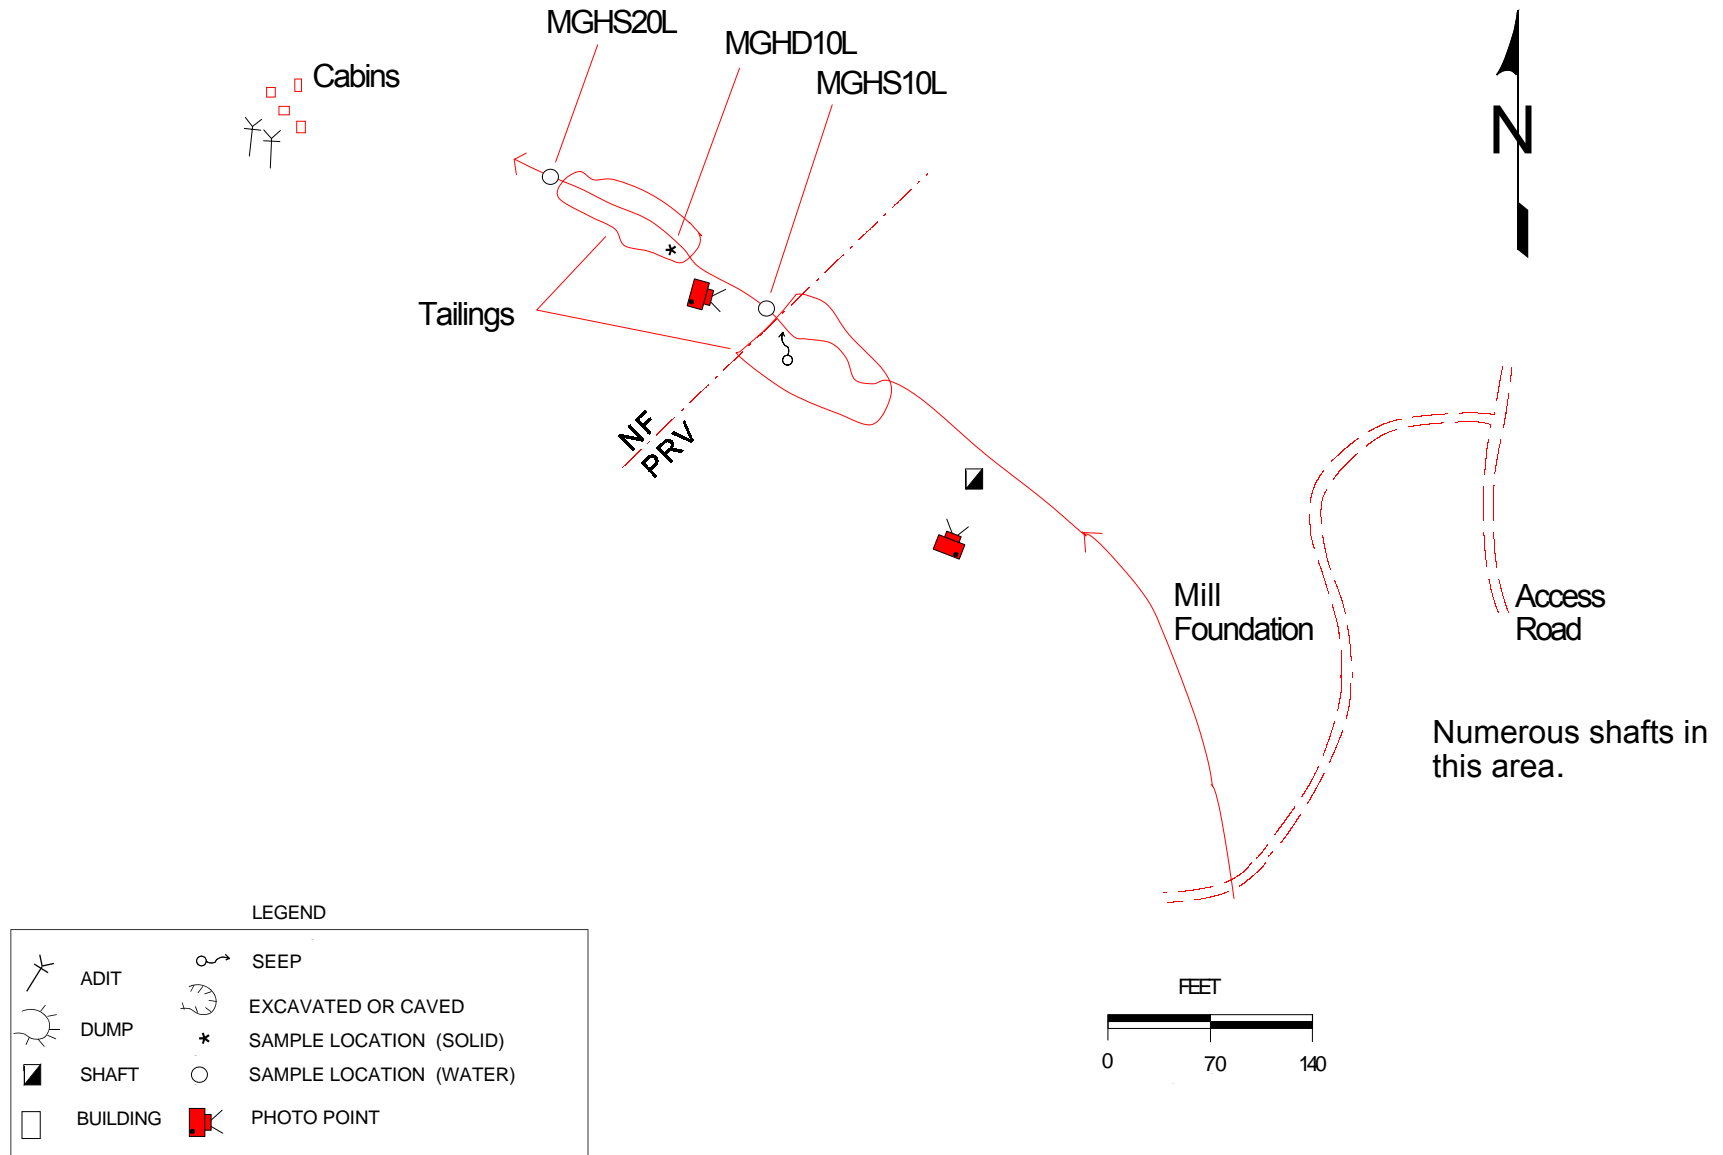 MGHS20L
MGHD10L
MGHS10L
Cabins
N
Tailings
NF
PRV
Mill
Foundation
Access
Road
Numerous shafts in
this area.
LEGEND
ADIT
SEEP
DUMP
EXCAVATED OR CAVED
SAMPLE LOCATION (SOLID)
SHAFT
SAMPLE LOCATION (WATER)
BUILDING
PHOTO POINT
FEET
0 70 140